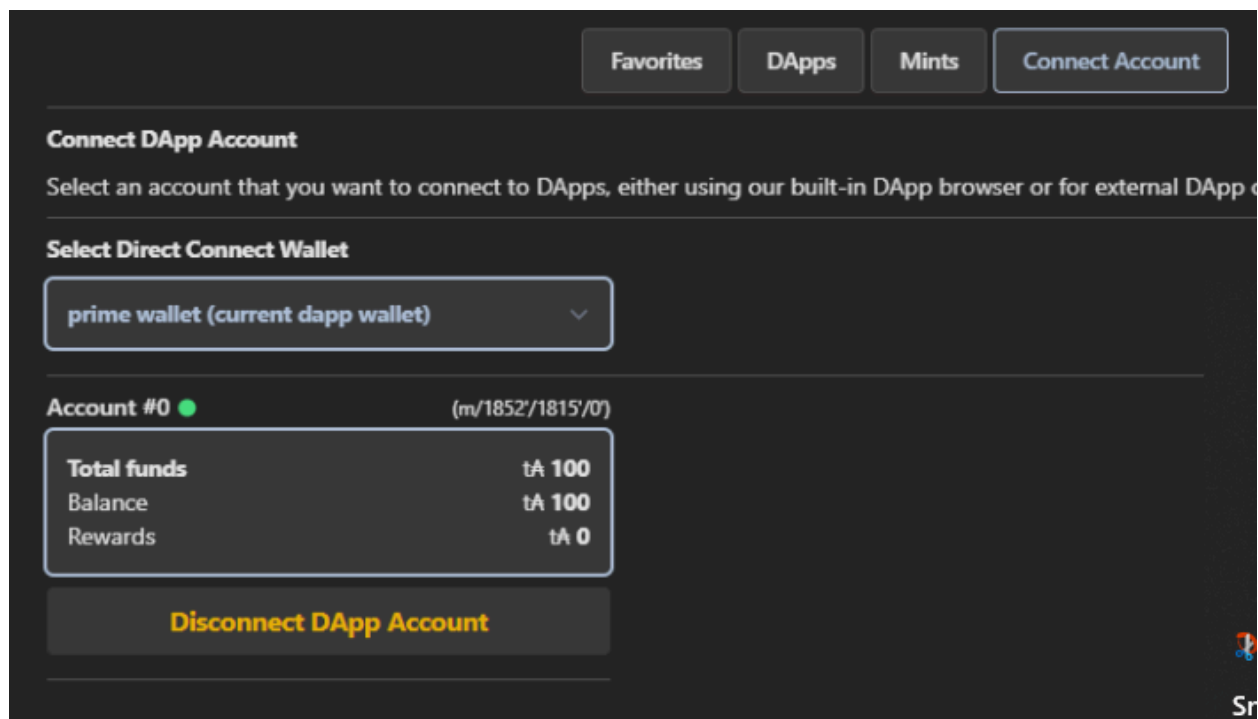 Favorites DApps Mints Connect Account
Connect DApp Account
Select an account that you want to connect to DApps, either using our built-in DApp browser or for external DApp
Select Direct Connect Wallet
prime wallet (current dapp wallet)
Account #0 (m/1852'/1815'/0')
Total funds t₳ 100
Balance t₳ 100
Rewards t₳ 0
Disconnect DApp Account